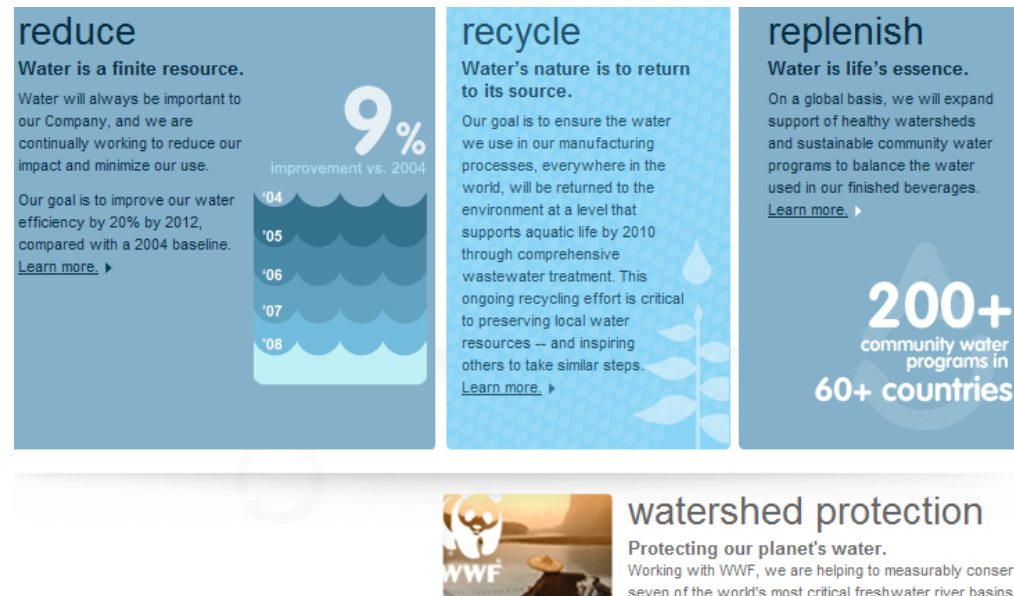 reduce
Water is a finite resource.
Water will always be important to
our Company, and we are
continually working to reduce our
impact and minimize our use.
Our goal is to improve our water
efficiency by 20% by 2012,
compared with a 2004 baseline.
Learn more.
9%
improvement vs. 2004
'04
'05
'06
'07
'08
recycle
Water's nature is to return
to its source.
Our goal is to ensure the water
we use in our manufacturing
processes, everywhere in the
world, will be returned to the
environment at a level that
supports aquatic life by 2010
through comprehensive
wastewater treatment. This
ongoing recycling effort is critical
to preserving local water
resources -- and inspiring
others to take similar steps.
Learn more.
replenish
Water is life's essence.
On a global basis, we will expand
support of healthy watersheds
and sustainable community water
programs to balance the water
used in our finished beverages.
Learn more.
200+
community water
programs in
60+ countries
WWF
watershed protection
Protecting our planet's water.
Working with WWF, we are helping to measurably conser
seven of the world's most critical freshwater river basins